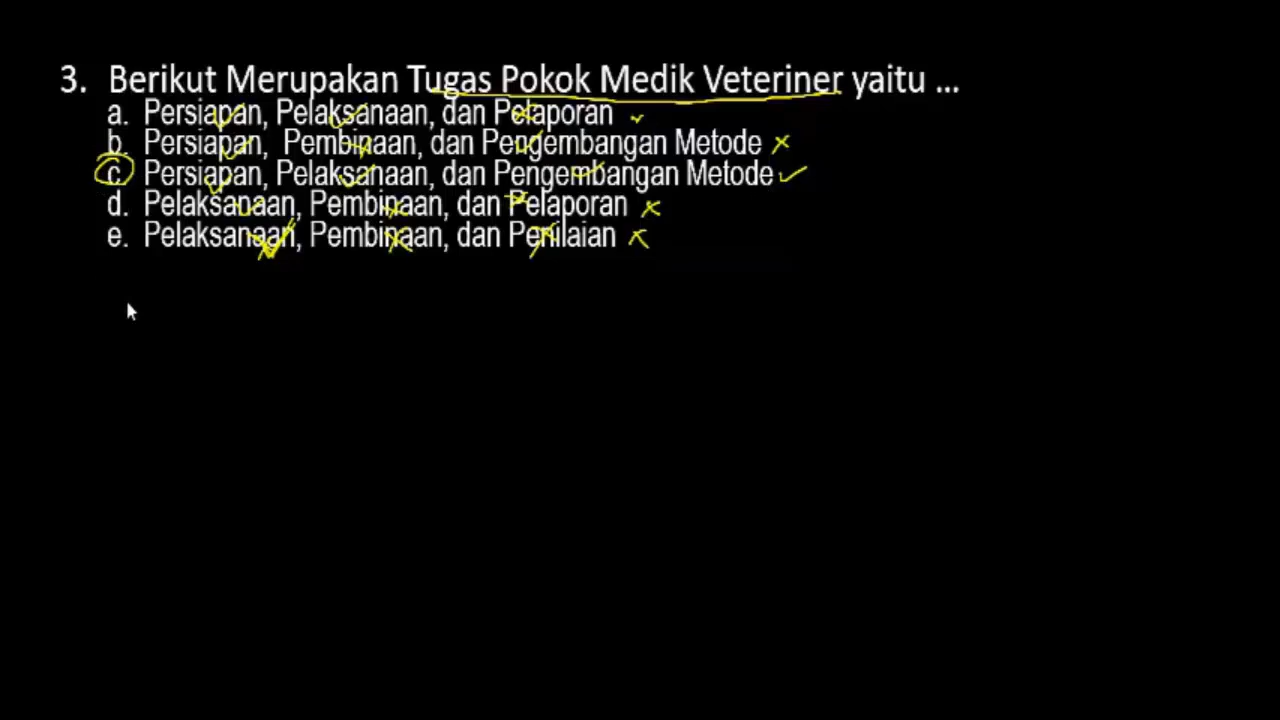 3. Berikut Merupakan Tugas Pokok Medik Veteriner yaitu ...
a. Persiapan, Pelaksanaan, dan Pelaporan
b. Persiapan, Pembinaan, dan Pengembangan Metode
c. Persiapan, Pelaksanaan, dan Pengembangan Metode
d. Pelaksanaan, Pembinaan, dan Pelaporan
e. Pelaksanaan, Pembinaan, dan Penilaian